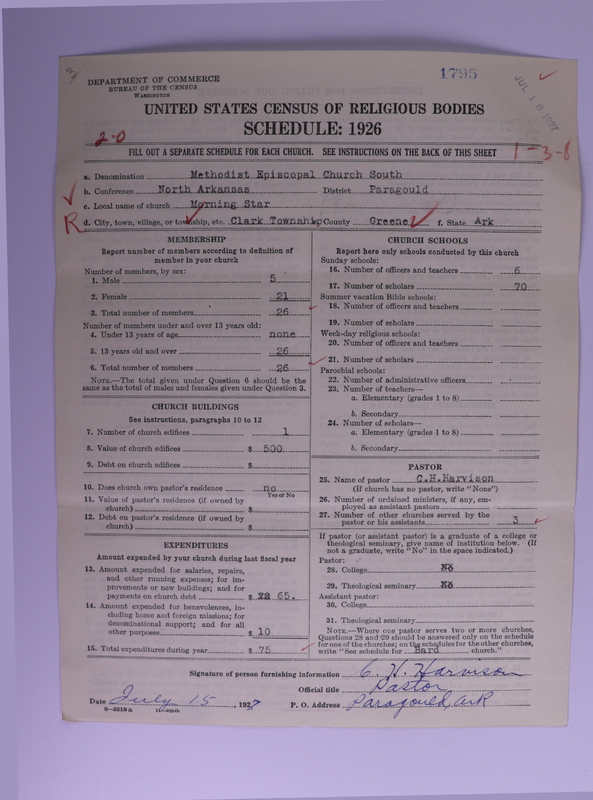 1795
JUL 18 1927
DEPARTMENT OF COMMERCE
BUREAU OF THE CENSUS
WASHINGTON
UNITED STATES CENSUS OF RELIGIOUS BODIES
SCHEDULE: 1926
2-0
FILL OUT A SEPARATE SCHEDULE FOR EACH CHURCH. SEE INSTRUCTIONS ON THE BACK OF THIS SHEET
1-3-8
a. Denomination Methodist Episcopal Church South
b. Conference North Arkansas District Paragould
c. Local name of church Morning Star
R d. City, town, village, or township, etc. Clark Township County Greene f. State Ark
MEMBERSHIP
Report number of members according to definition of
member in your church
Number of members, by sex:
1. Male 5
2. Female 21
3. Total number of members 26
Number of members under and over 13 years old:
4. Under 13 years of age none
5. 13 years old and over 26
6. Total number of members 26
NOTE.—The total given under Question 6 should be the
same as the total of males and females given under Question 3.
CHURCH BUILDINGS
See instructions, paragraphs 10 to 12
7. Number of church edifices 1
8. Value of church edifices $ 500
9. Debt on church edifices $
10. Does church own pastor's residence no
Yes or No
11. Value of pastor's residence (if owned by
church) $
12. Debt on pastor's residence (if owned by
church) $
EXPENDITURES
Amount expended by your church during last fiscal year
13. Amount expended for salaries, repairs,
and other running expenses; for im-
provements or new buildings; and for
payments on church debt $ 65.
14. Amount expended for benevolences, in-
cluding home and foreign missions; for
denominational support; and for all
other purposes $ 10
15. Total expenditures during year $ 75
CHURCH SCHOOLS
Report here only schools conducted by this church
Sunday schools:
16. Number of officers and teachers 6
17. Number of scholars 70
Summer vacation Bible schools:
18. Number of officers and teachers
19. Number of scholars
Week-day religious schools:
20. Number of officers and teachers
21. Number of scholars
Parochial schools:
22. Number of administrative officers
23. Number of teachers—
a. Elementary (grades 1 to 8)
b. Secondary
24. Number of scholars—
a. Elementary (grades 1 to 8)
b. Secondary
PASTOR
25. Name of pastor C.H.Harvison
(If church has no pastor, write "None")
26. Number of ordained ministers, if any, em-
ployed as assistant pastors
27. Number of other churches served by the
pastor or his assistants 3
If pastor (or assistant pastor) is a graduate of a college or
theological seminary, give name of institution below. (If
not a graduate, write "No" in the space indicated.)
Pastor:
28. College No
29. Theological seminary No
Assistant pastor:
30. College
31. Theological seminary
NOTE.—Where one pastor serves two or more churches,
Questions 28 and 29 should be answered only on the schedule
for one of the churches; on the schedules for the other churches,
write "See schedule for Bard church."
Signature of person furnishing information C. H. Harvison
Official title Pastor
Date July 15, 1927 P. O. Address Paragould, Ark
8-5518a